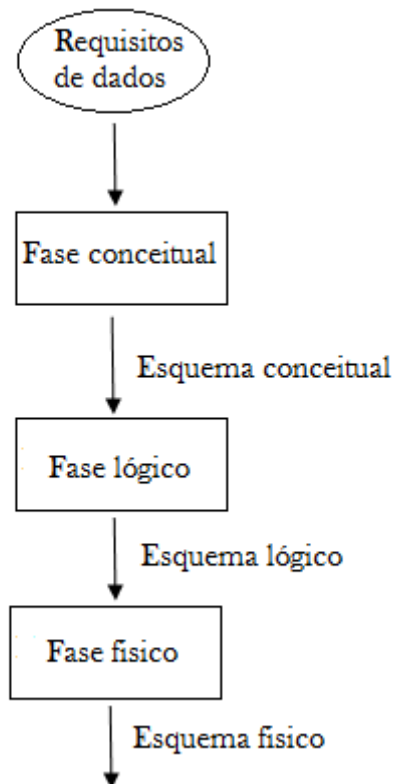 Requisitos
de dados
Fase conceitual
Esquema conceitual
Fase lógico
Esquema lógico
Fase fisico
Esquema fisico